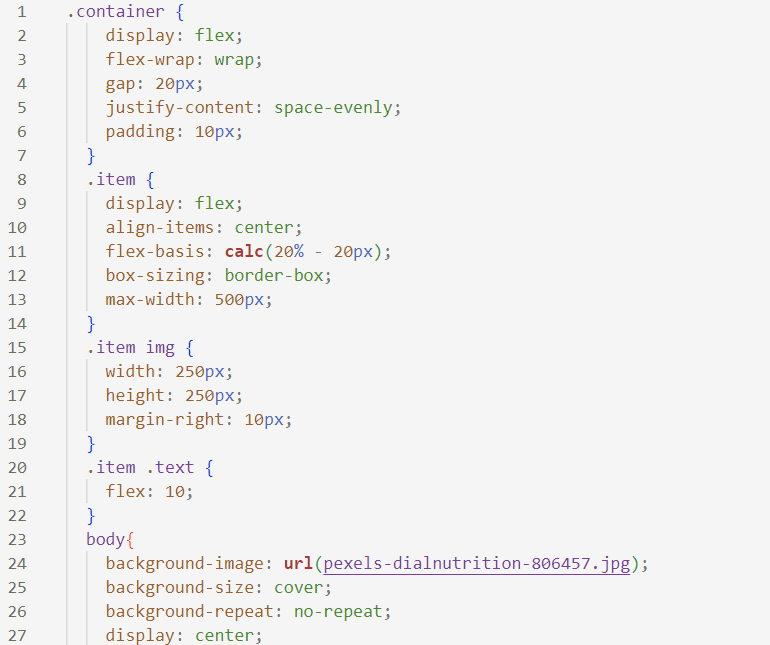 1 .container {
2 display: flex;
3 flex-wrap: wrap;
4 gap: 20px;
5 justify-content: space-evenly;
6 padding: 10px;
7 }
8 .item {
9 display: flex;
10 align-items: center;
11 flex-basis: calc(20% - 20px);
12 box-sizing: border-box;
13 max-width: 500px;
14 }
15 .item img {
16 width: 250px;
17 height: 250px;
18 margin-right: 10px;
19 }
20 .item .text {
21 flex: 10;
22 }
23 body{
24 background-image: url(pexels-dialnutrition-806457.jpg);
25 background-size: cover;
26 background-repeat: no-repeat;
27 display: center;